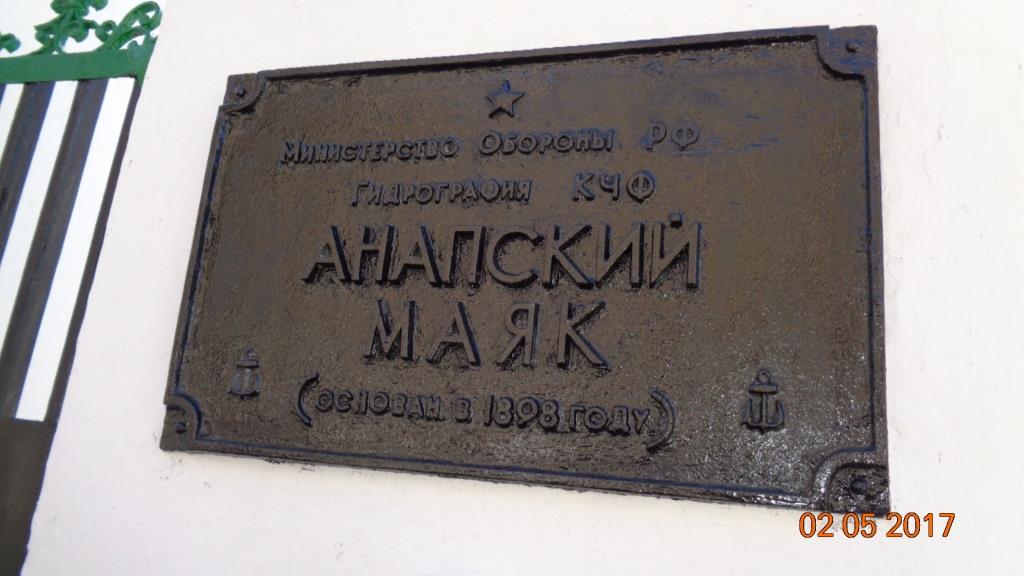 Министерство Обороны РФ
Гидрография КЧФ
АНАПСКИЙ
МАЯК
(основан в 1898 году)
02 05 2017